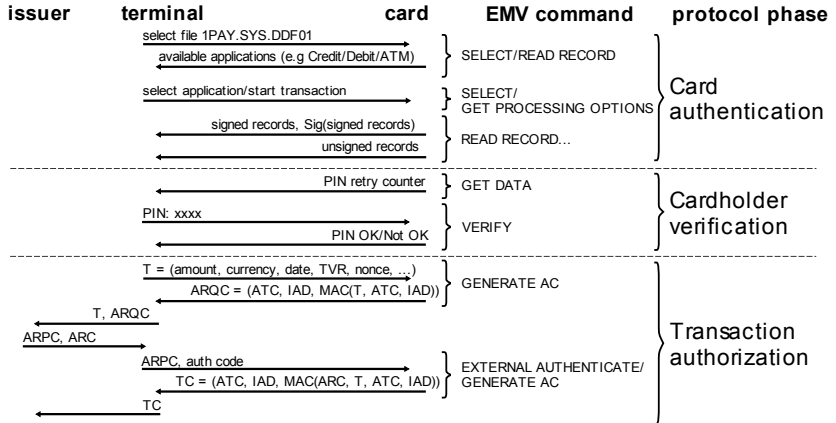 issuer terminal card EMV command protocol phase
select file 1PAY.SYS.DDF01
available applications (e.g Credit/Debit/ATM)
SELECT/READ RECORD
select application/start transaction
SELECT/
GET PROCESSING OPTIONS
signed records, Sig(signed records)
unsigned records
READ RECORD...
Card
authentication
PIN retry counter
GET DATA
PIN: xxxx
PIN OK/Not OK
VERIFY
Cardholder
verification
T = (amount, currency, date, TVR, nonce, ...)
ARQC = (ATC, IAD, MAC(T, ATC, IAD))
GENERATE AC
T, ARQC
ARPC, ARC
ARPC, auth code
TC = (ATC, IAD, MAC(ARC, T, ATC, IAD))
EXTERNAL AUTHENTICATE/
GENERATE AC
TC
Transaction
authorization